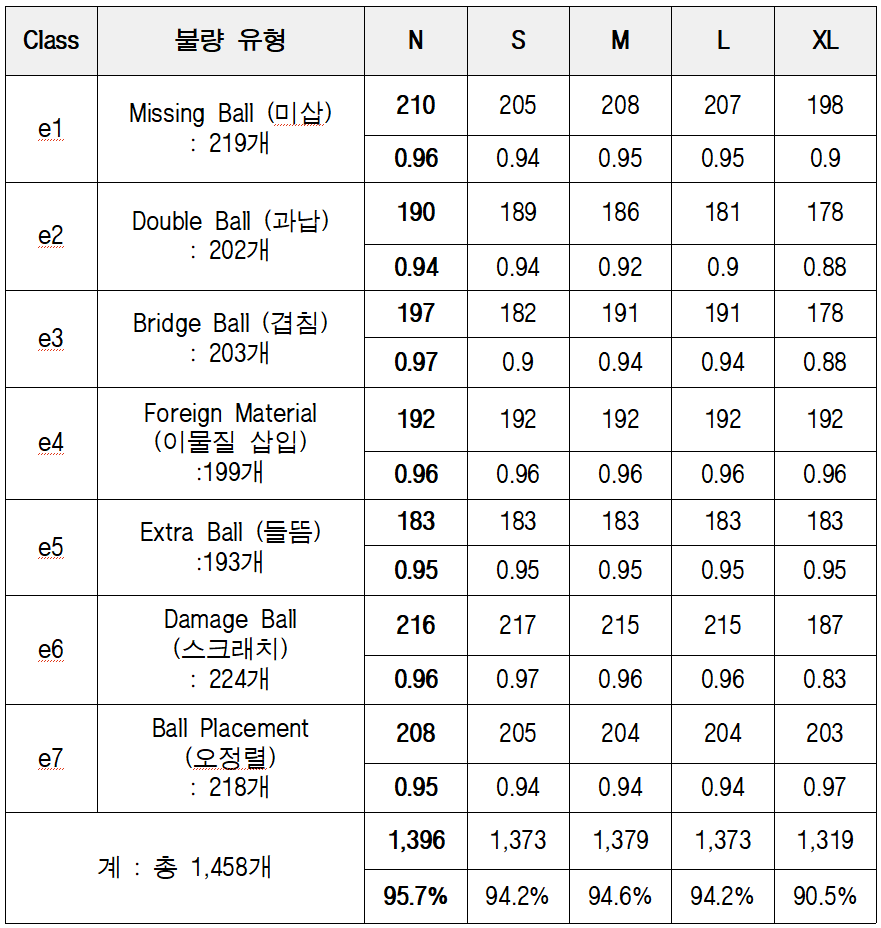 Class 불량 유형 N S M L XL
e1 Missing Ball (미삽) : 219개 210 205 208 207 198
0.96 0.94 0.95 0.95 0.9
e2 Double Ball (과납) : 202개 190 189 186 181 178
0.94 0.94 0.92 0.9 0.88
e3 Bridge Ball (겹침) : 203개 197 182 191 191 178
0.97 0.9 0.94 0.94 0.88
e4 Foreign Material (이물질 삽입) :199개 192 192 192 192 192
0.96 0.96 0.96 0.96 0.96
e5 Extra Ball (들뜸) :193개 183 183 183 183 183
0.95 0.95 0.95 0.95 0.95
e6 Damage Ball (스크래치) : 224개 216 217 215 215 187
0.96 0.97 0.96 0.96 0.83
e7 Ball Placement (오정렬) : 218개 208 205 204 204 203
0.95 0.94 0.94 0.94 0.97
계 : 총 1,458개 1,396 1,373 1,379 1,373 1,319
95.7% 94.2% 94.6% 94.2% 90.5%